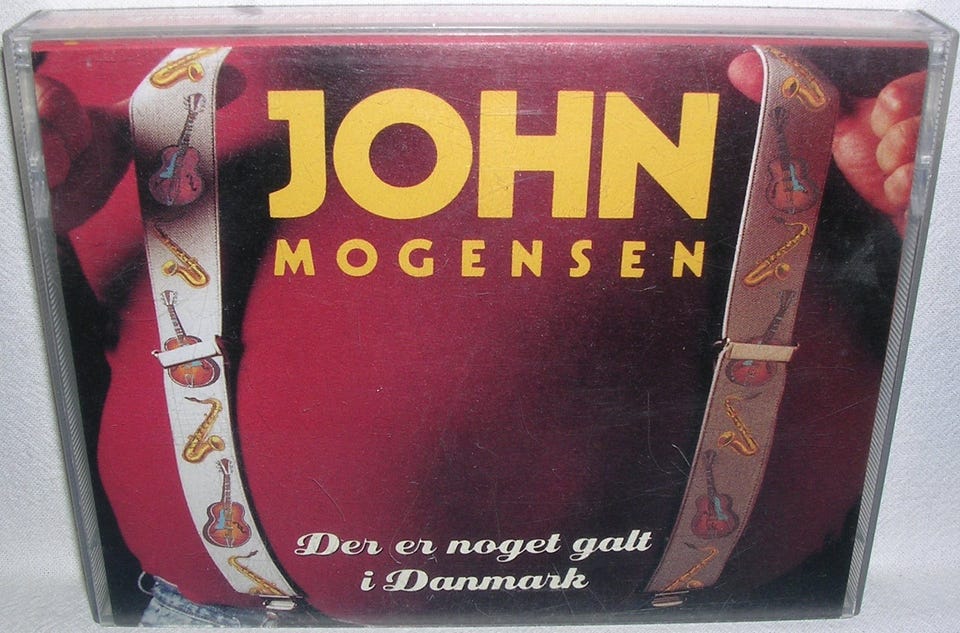 JOHN
MOGENSEN
Der er noget galt
i Danmark